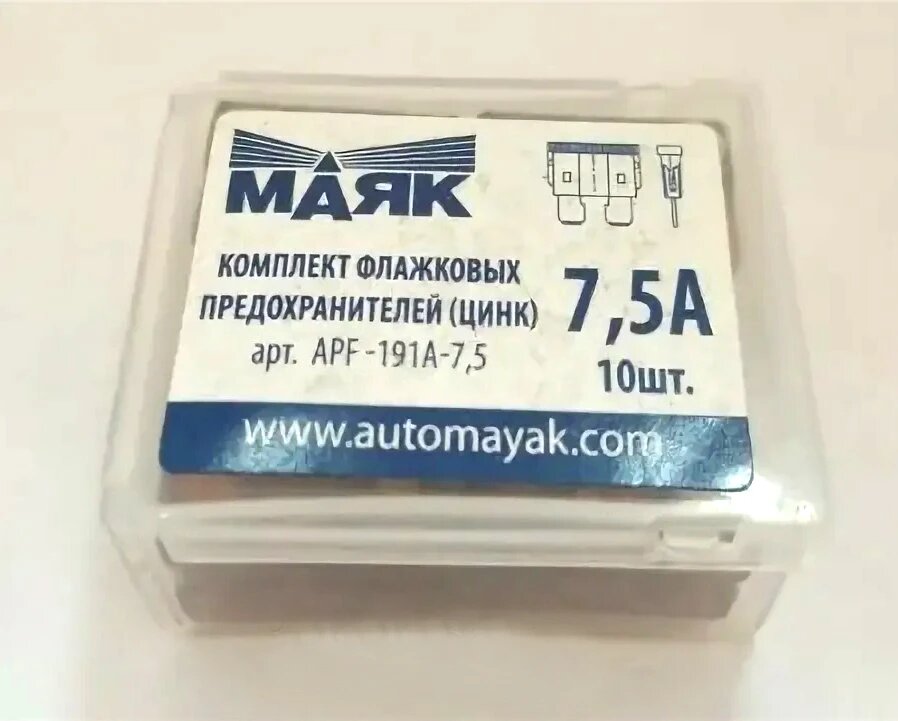 МАЯК
КОМПЛЕКТ ФЛАЖКОВЫХ
ПРЕДОХРАНИТЕЛЕЙ (ЦИНК)
арт. APF-191A-7,5
7,5А
10шт.
www.automayak.com